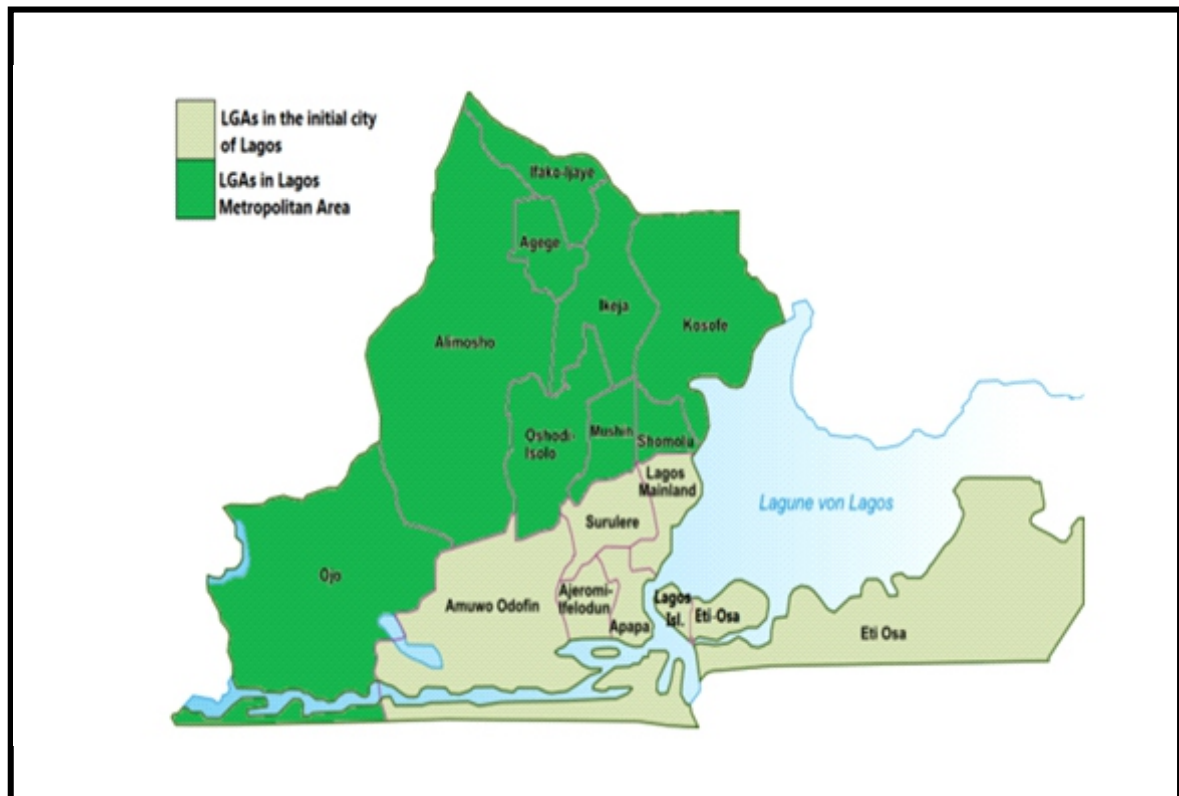 LGAs in the initial city
of Lagos
LGAs in Lagos
Metropolitan Area
Ifako-Ijaye
Agege
Ikeja
Kosofe
Alimosho
Oshodi-
Isolo
Mushin
Shomolu
Lagos
Mainland
Surulere
Lagune von Lagos
Ojo
Amuwo Odofin
Ajeromi-
Ifelodun
Apapa
Lagos
Isl.
Eti-Osa
Eti Osa